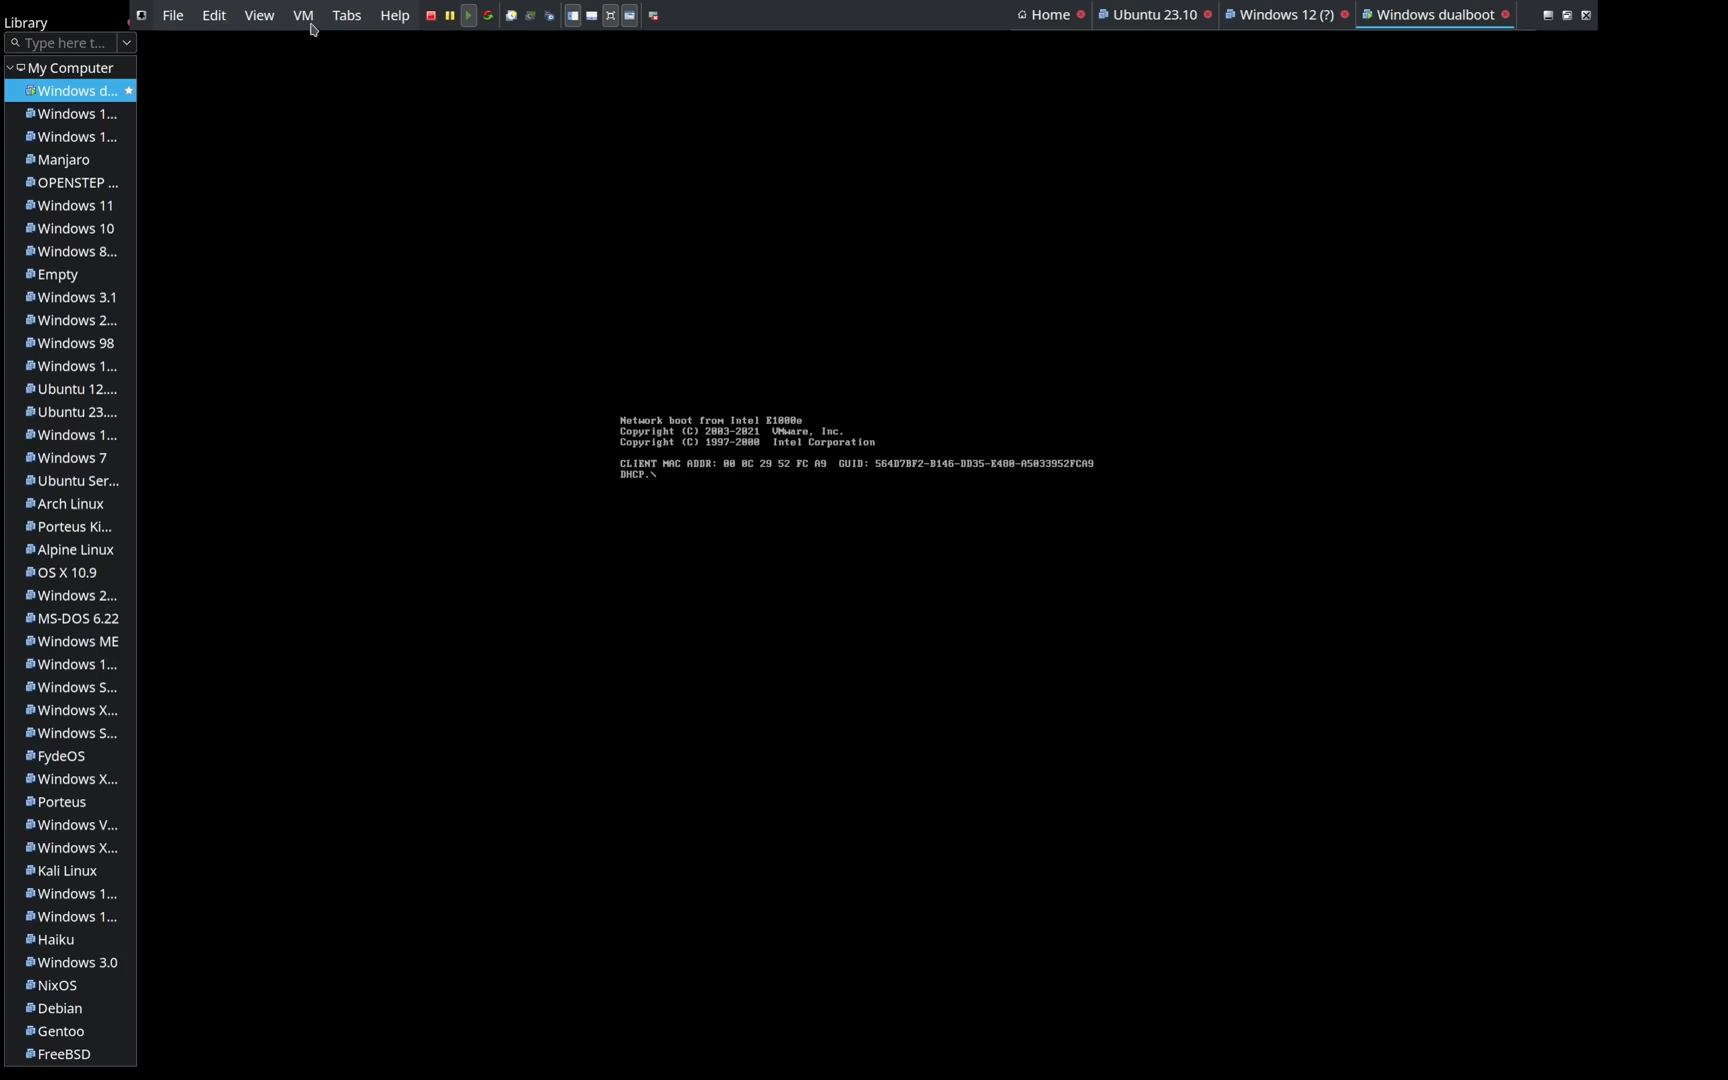 Library
File Edit View VM Tabs Help
Home Ubuntu 23.10 Windows 12 (?) Windows dualboot
Type here t...
My Computer
Windows d...
Windows 1...
Windows 1...
Manjaro
OPENSTEP ...
Windows 11
Windows 10
Windows 8...
Empty
Windows 3.1
Windows 2...
Windows 98
Windows 1...
Ubuntu 12....
Ubuntu 23....
Windows 1...
Windows 7
Ubuntu Ser...
Arch Linux
Porteus Ki...
Alpine Linux
OS X 10.9
Windows 2...
MS-DOS 6.22
Windows ME
Windows 1...
Windows S...
Windows X...
Windows S...
FydeOS
Windows X...
Porteus
Windows V...
Windows X...
Kali Linux
Windows 1...
Windows 1...
Haiku
Windows 3.0
NixOS
Debian
Gentoo
FreeBSD
Network boot from Intel E1000e
Copyright (C) 2003-2021 VMware, Inc.
Copyright (C) 1997-2000 Intel Corporation
CLIENT MAC ADDR: 00 0C 29 52 FC A9 GUID: 564D7BF2-B146-DD35-E480-A5033952FCA9
DHCP.\